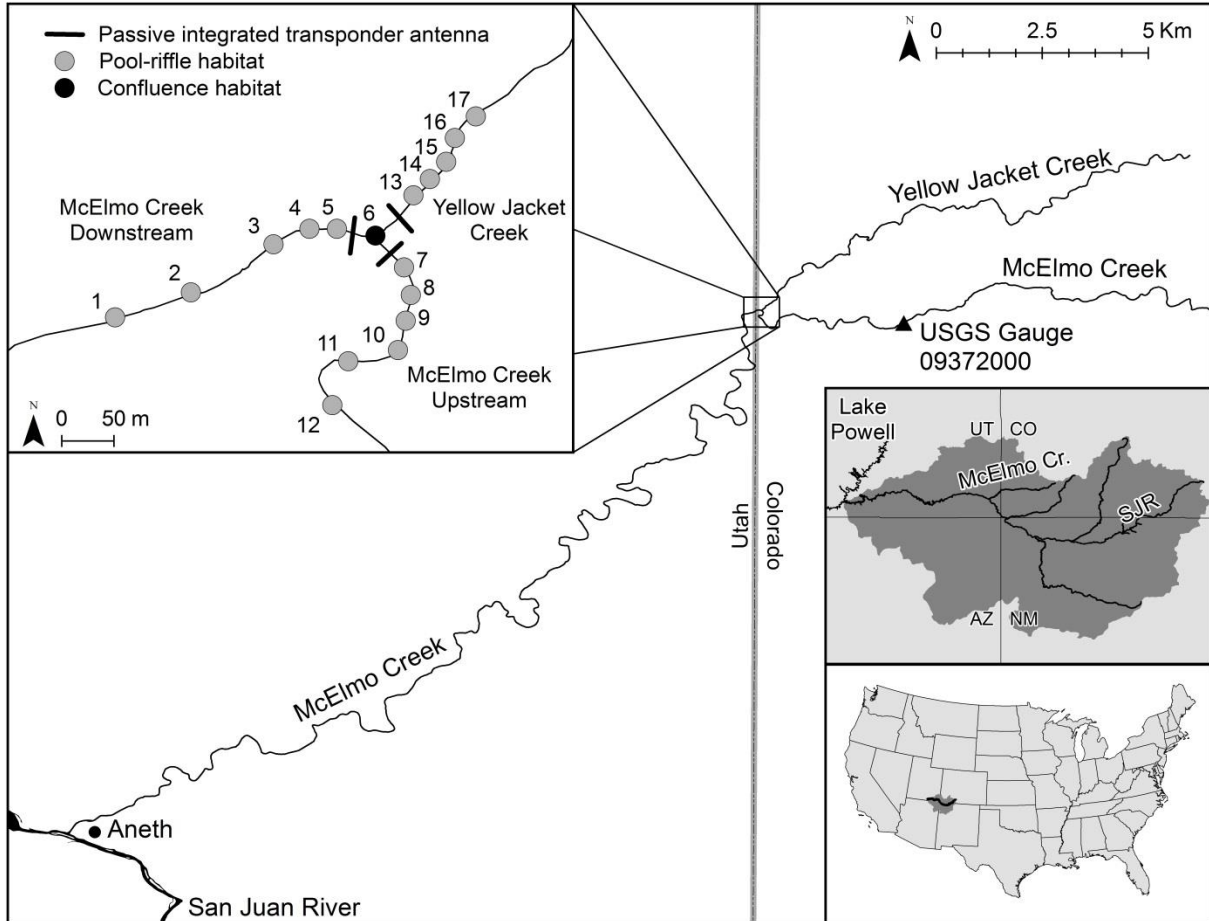 Passive integrated transponder antenna
Pool-riffle habitat
Confluence habitat
17
16
15
14
13
6
5
4
3
2
1
McElmo Creek
Downstream
Yellow Jacket
Creek
7
8
9
10
11
12
McElmo Creek
Upstream
N
0 50 m
N
0 2.5 5 Km
Yellow Jacket Creek
McElmo Creek
USGS Gauge
09372000
Utah
Colorado
McElmo Creek
Aneth
San Juan River
Lake
Powell
UT CO
McElmo Cr.
SJR
AZ NM